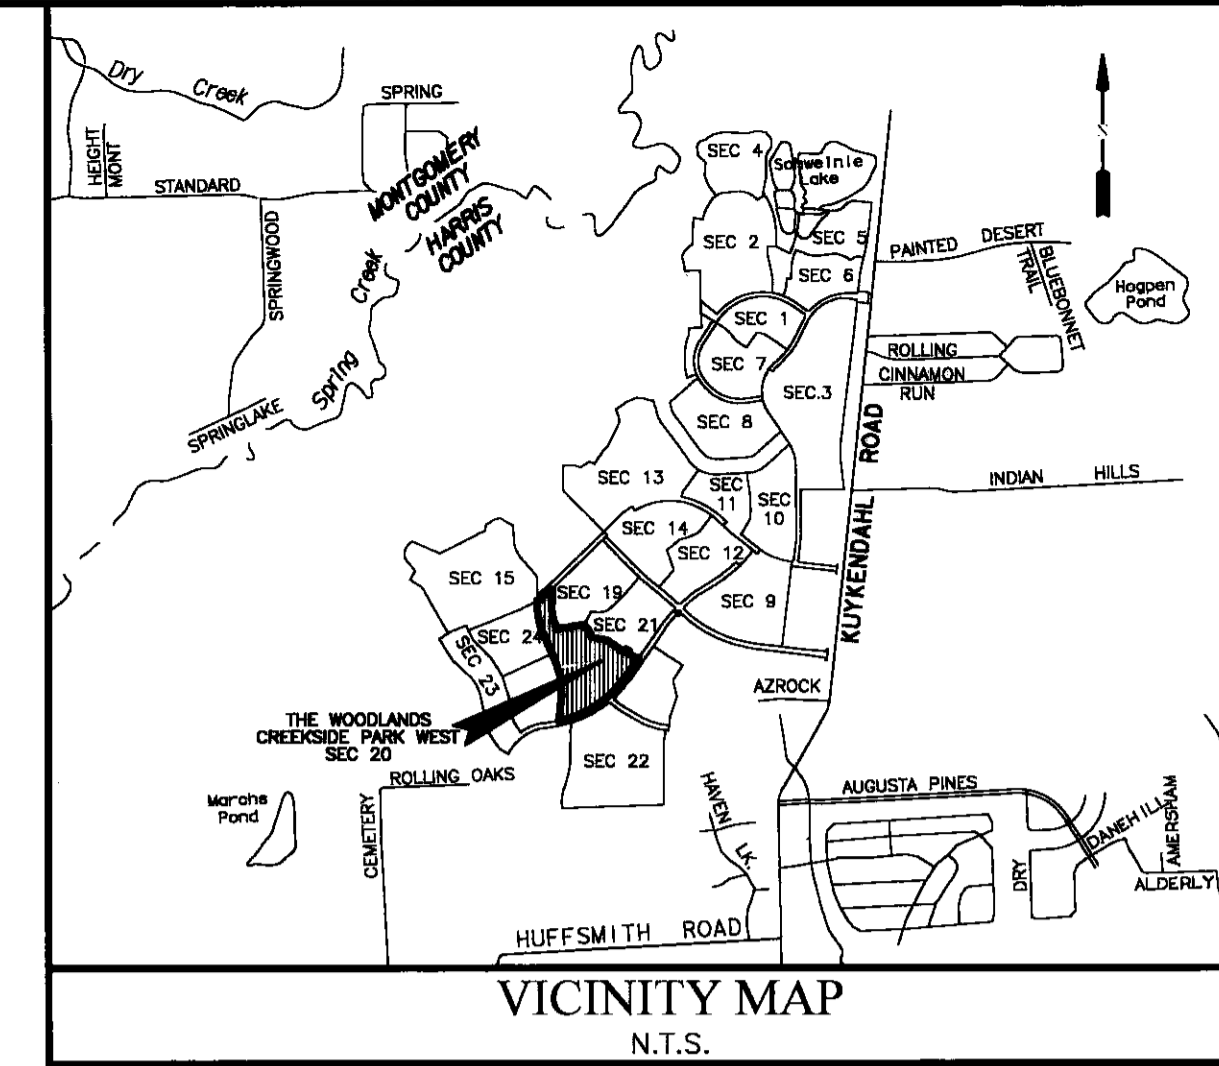 Dry Creek
SPRING
HEIGHT
MONT
STANDARD
MONTGOMERY
COUNTY
HARRIS
COUNTY
SPRINGWOOD
Spring Creek
SPRINGLAKE
N
SEC 4
Schweinle
Lake
SEC 2
SEC 5
SEC 6
PAINTED DESERT
BLUEBONNET
TRAIL
Hogpen
Pond
SEC 1
SEC 7
SEC.3
ROLLING
CINNAMON
RUN
SEC 8
KUYKENDAHL ROAD
INDIAN HILLS
SEC 13
SEC
11
SEC
10
SEC 14
SEC 12
SEC 15
SEC 19
SEC 9
SEC 21
SEC 24
SEC 23
AZROCK
THE WOODLANDS
CREEKSIDE PARK WEST
SEC 20
SEC 22
ROLLING OAKS
Marohs
Pond
CEMETERY
HAVEN
LK.
AUGUSTA PINES
DANEHILL
AMERSHAM
DRY
ALDERLY
HUFFSMITH ROAD
VICINITY MAP
N.T.S.